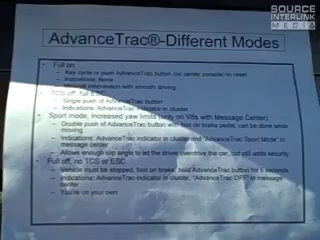 SOURCE
INTERLINK
MEDIA
AdvanceTrac®-Different Modes
• Full on
– Key cycle or push AdvanceTrac button (on center console) to reset
– Indications: None
intervention with smooth driving
• TCS off, full ESC
– Single push of AdvanceTrac button
– Indications: AdvanceTrac indicator in cluster
• Sport mode, increased yaw limits (only on V8s with Message Center)
– Double push of AdvanceTrac button with foot on brake pedal, can be done while
moving
– Indications: AdvanceTrac indicator in cluster and "AdvanceTrac Sport Mode" in
message center
– Allows enough slip angle to let the driver overdrive the car, but still adds security
• Full off, no TCS or ESC
– Vehicle must be stopped, foot on brake, hold AdvanceTrac button for 5 seconds
– Indications: AdvanceTrac indicator in cluster, "AdvanceTrac OFF" in message
center
– You're on your own